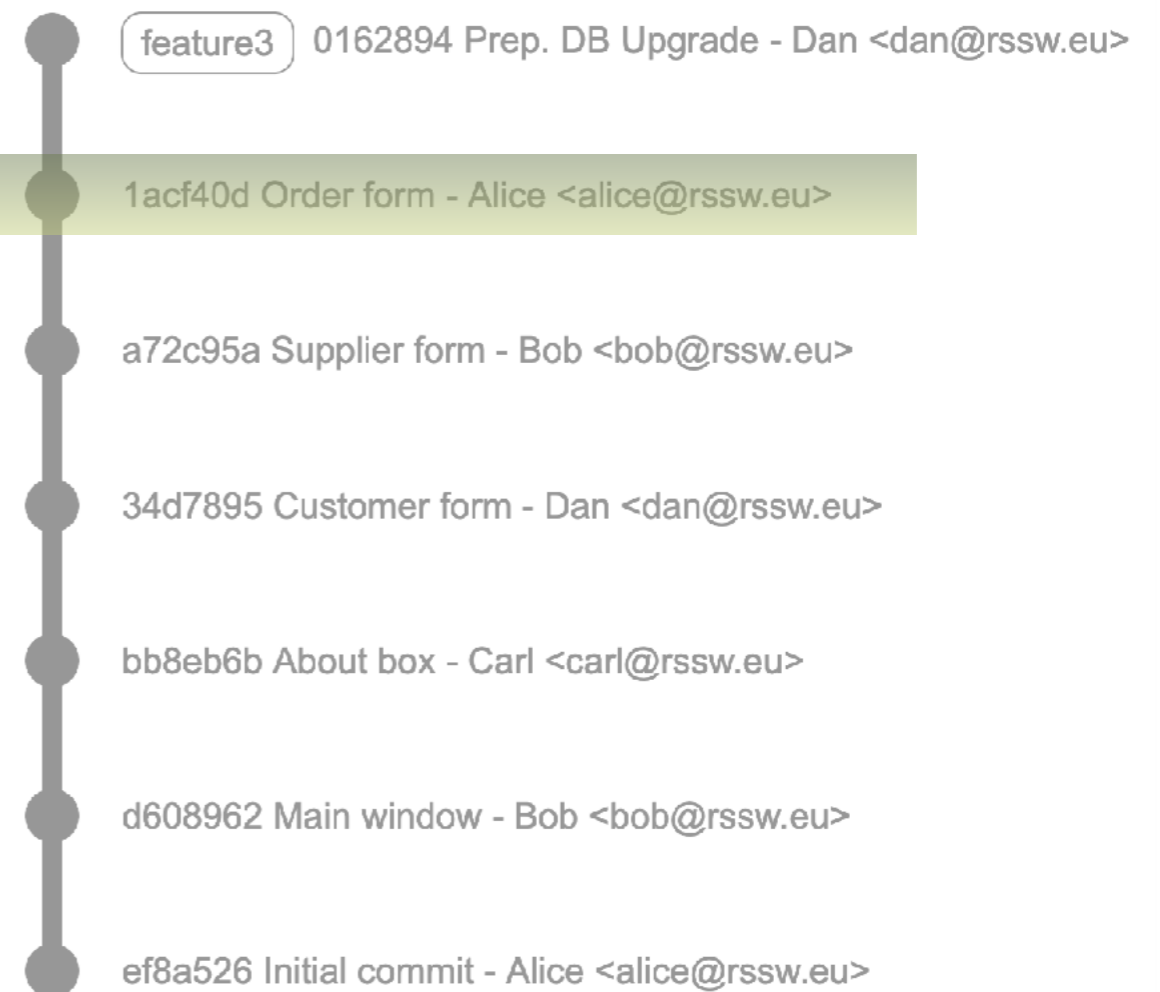 feature3 0162894 Prep. DB Upgrade - Dan <dan@rssw.eu>
1acf40d Order form - Alice <alice@rssw.eu>
a72c95a Supplier form - Bob <bob@rssw.eu>
34d7895 Customer form - Dan <dan@rssw.eu>
bb8eb6b About box - Carl <carl@rssw.eu>
d608962 Main window - Bob <bob@rssw.eu>
ef8a526 Initial commit - Alice <alice@rssw.eu>